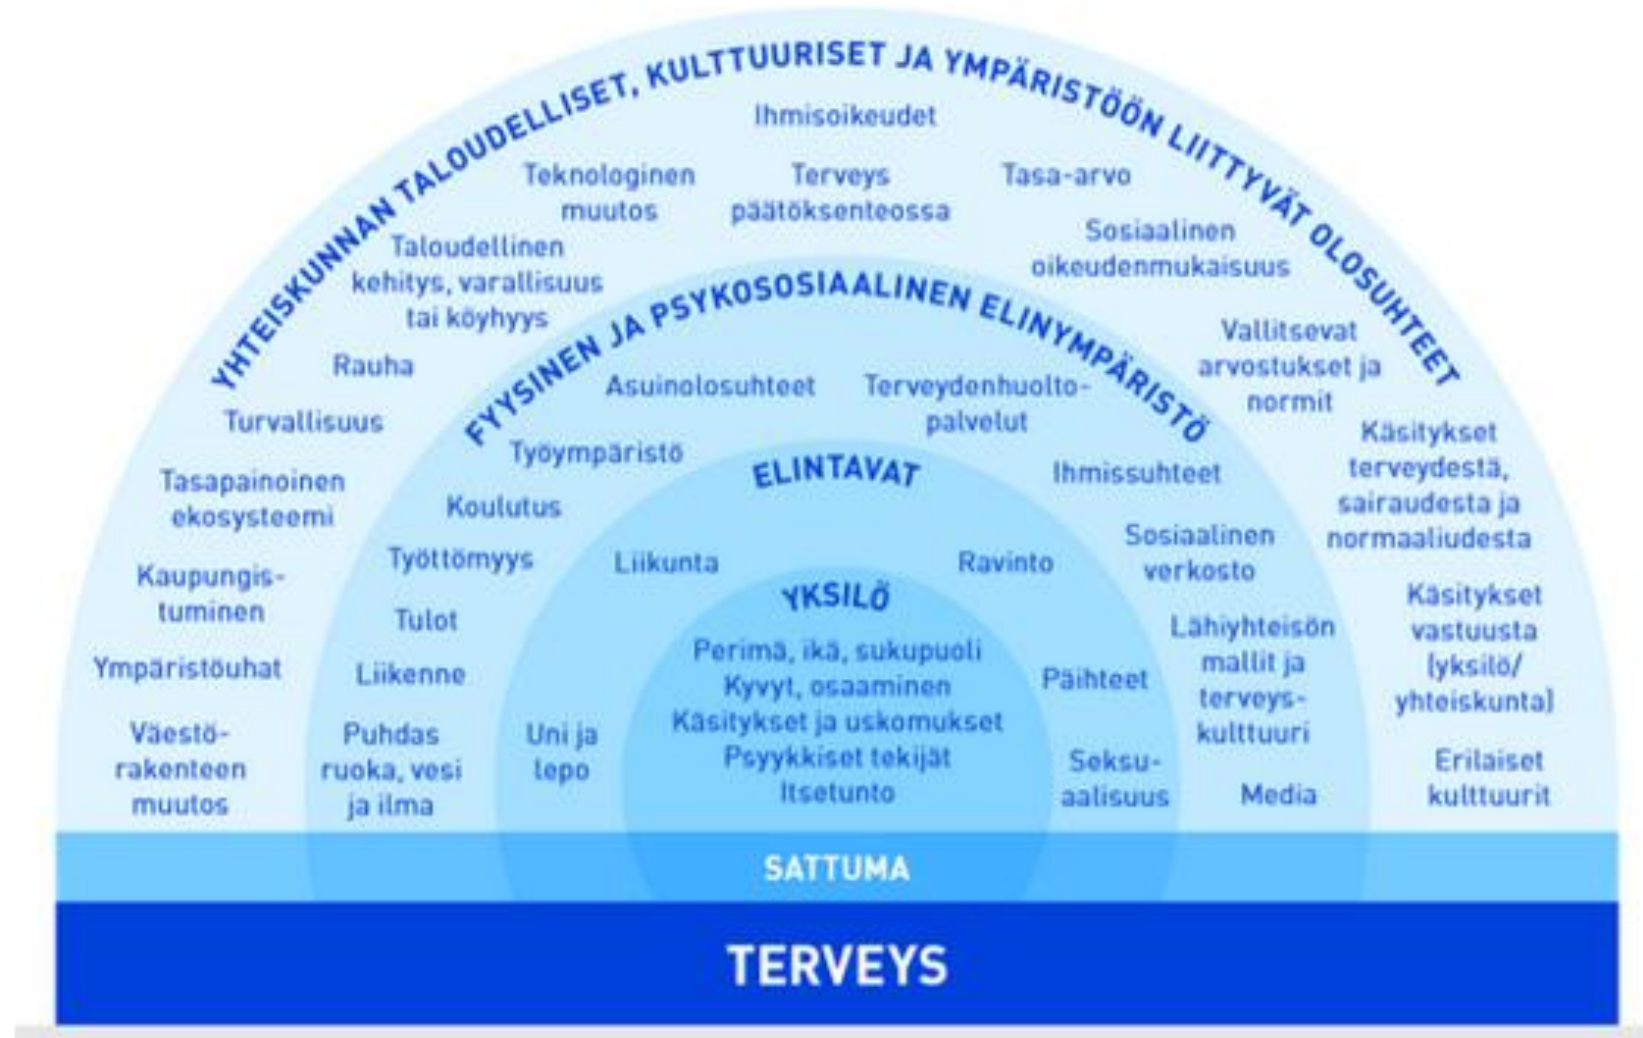 YHTEISKUNNAN TALOUDELLISET, KULTTUURISET JA YMPÄRISTÖÖN LIITTYVÄT OLOSUHTEET
Ihmisoikeudet
Teknologinen
muutos
Terveys
päätöksenteossa
Tasa-arvo
Sosiaalinen
oikeudenmukaisuus
Taloudellinen
kehitys, varallisuus
tai köyhyys
Vallitsevat
arvostukset ja
normit
Rauha
Turvallisuus
Käsitykset
terveydestä,
sairaudesta ja
normaaliudesta
Tasapainoinen
ekosysteemi
Kaupungis-
tuminen
Käsitykset
vastuusta
(yksilö/
yhteiskunta)
Ympäristöuhat
Väestö-
rakenteen
muutos
Erilaiset
kulttuurit
FYYSINEN JA PSYKOSOSIAALINEN ELINYMPÄRISTÖ
Asuinolosuhteet
Terveydenhuolto-
palvelut
Työympäristö
Ihmissuhteet
Koulutus
Työttömyys
Sosiaalinen
verkosto
Tulot
Lähiyhteisön
mallit ja
terveys-
kulttuuri
Liikenne
Puhdas
ruoka, vesi
ja ilma
Media
ELINTAVAT
Liikunta
Ravinto
Päihteet
Uni ja
lepo
Seksu-
aalisuus
YKSILÖ
Perimä, ikä, sukupuoli
Kyvyt, osaaminen
Käsitykset ja uskomukset
Psyykkiset tekijät
Itsetunto
SATTUMA
TERVEYS